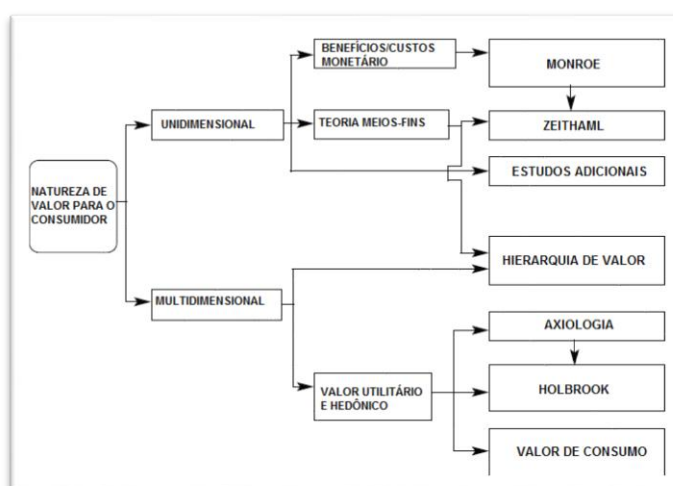 BENEFÍCIOS/CUSTOS
MONETÁRIO
MONROE
UNIDIMENSIONAL
TEORIA MEIOS-FINS
ZEITHAML
ESTUDOS ADICIONAIS
NATUREZA DE
VALOR PARA O
CONSUMIDOR
HIERARQUIA DE VALOR
MULTIDIMENSIONAL
AXIOLOGIA
VALOR UTILITÁRIO
E HEDÔNICO
HOLBROOK
VALOR DE CONSUMO